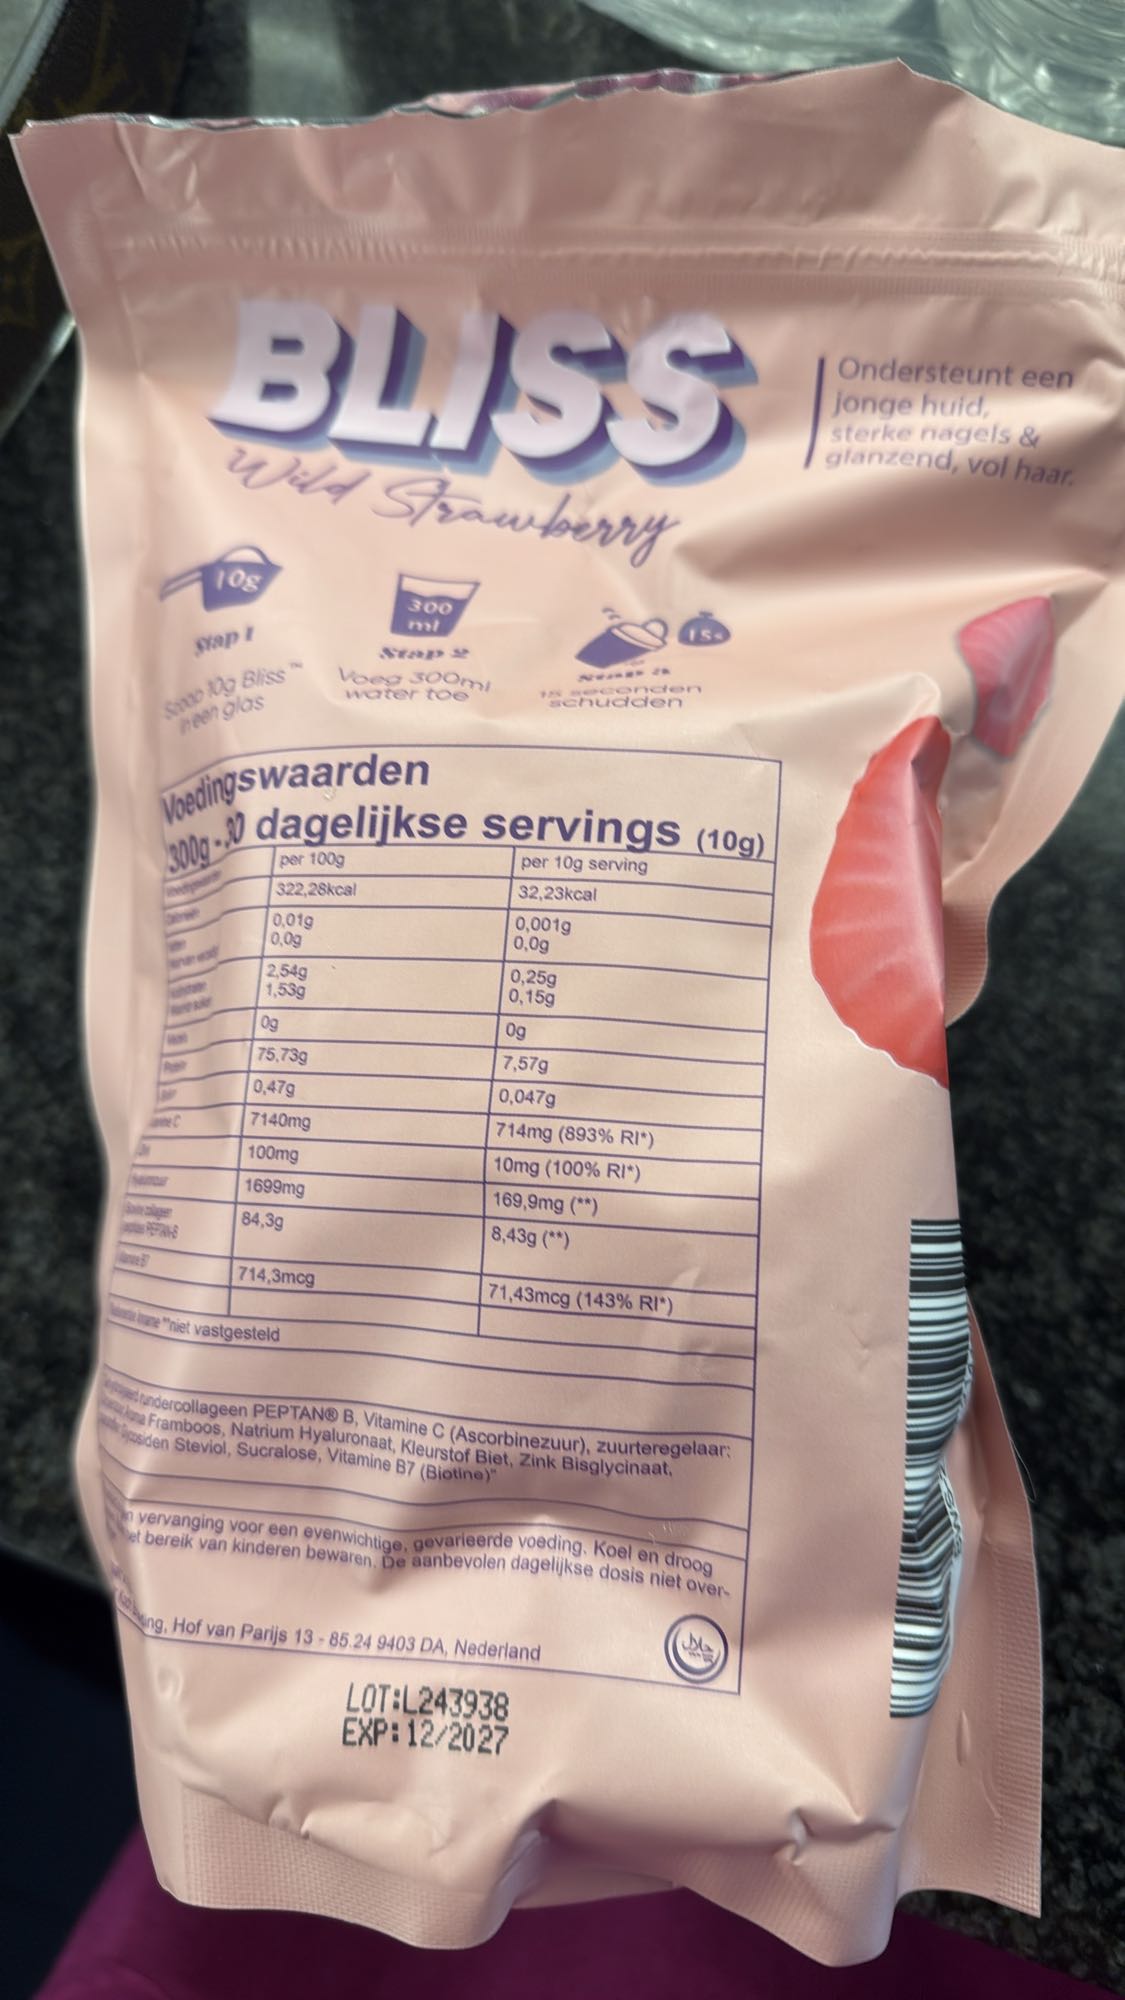 BLISS
Wild Strawberry
Ondersteunt een
jonge huid,
sterke nagels &
glanzend, vol haar.
10g
Stap 1
Scoop 10g Bliss™
in een glas
300
ml
Stap 2
Voeg 300ml
water toe
15s
Stap 3
15 seconden
schudden
Voedingswaarden
300g - 30 dagelijkse servings (10g)
per 100g per 10g serving
322,28kcal 32,23kcal
0,01g 0,001g
0,0g 0,0g
2,54g 0,25g
1,53g 0,15g
0g 0g
75,73g 7,57g
0,47g 0,047g
7140mg 714mg (893% RI*)
100mg 10mg (100% RI*)
1699mg 169,9mg (**)
84,3g 8,43g (**)
714,3mcg 71,43mcg (143% RI*)
**niet vastgesteld
rundercollageen PEPTAN® B, Vitamine C (Ascorbinezuur), zuurteregelaar:
Framboos, Natrium Hyaluronaat, Kleurstof Biet, Zink Bisglycinaat,
Steviol, Sucralose, Vitamine B7 (Biotine)"
vervanging voor een evenwichtige, gevarieerde voeding. Koel en droog
bereik van kinderen bewaren. De aanbevolen dagelijkse dosis niet over-
Hof van Parijs 13 - 85.24 9403 DA, Nederland
حلال
LOT:L243938
EXP:12/2027